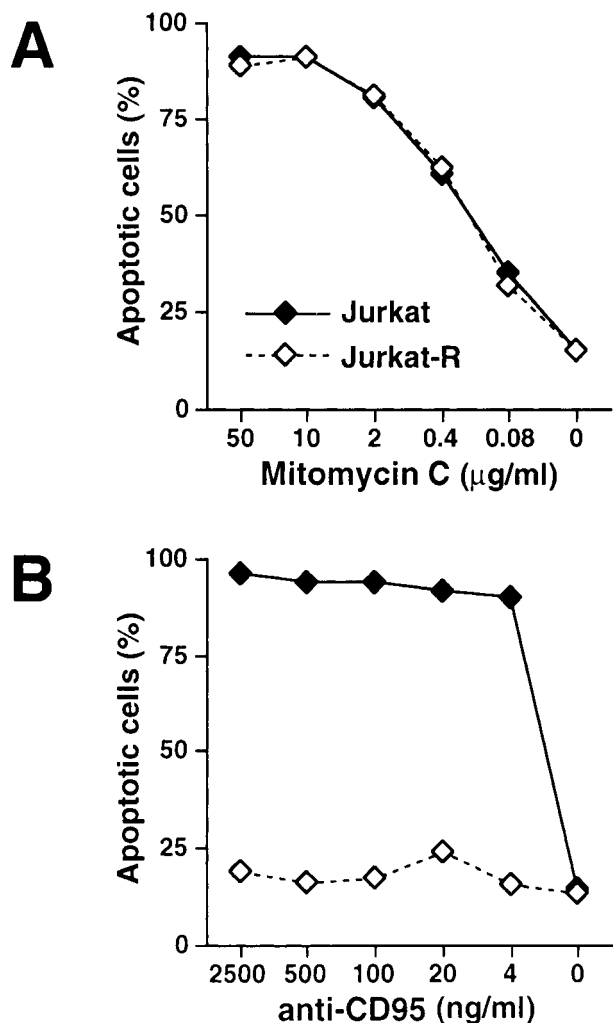 A
100
75
50
25
0
Apoptotic cells (%)
Jurkat
Jurkat-R
50 10 2 0.4 0.08 0
Mitomycin C (μg/ml)
B
100
75
50
25
0
Apoptotic cells (%)
2500 500 100 20 4 0
anti-CD95 (ng/ml)